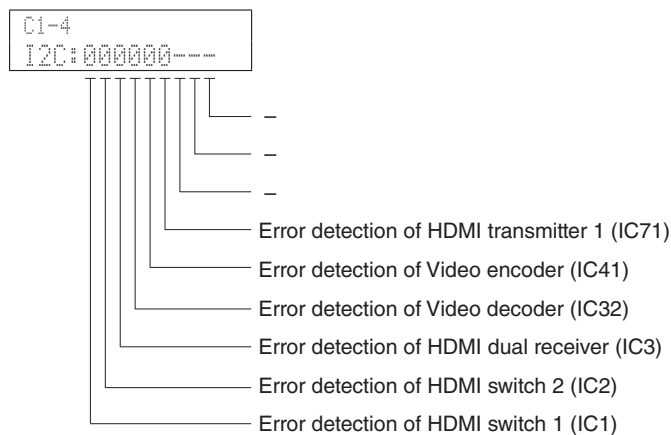 C1-4
I2C:000000---
–
–
–
Error detection of HDMI transmitter 1 (IC71)
Error detection of Video encoder (IC41)
Error detection of Video decoder (IC32)
Error detection of HDMI dual receiver (IC3)
Error detection of HDMI switch 2 (IC2)
Error detection of HDMI switch 1 (IC1)